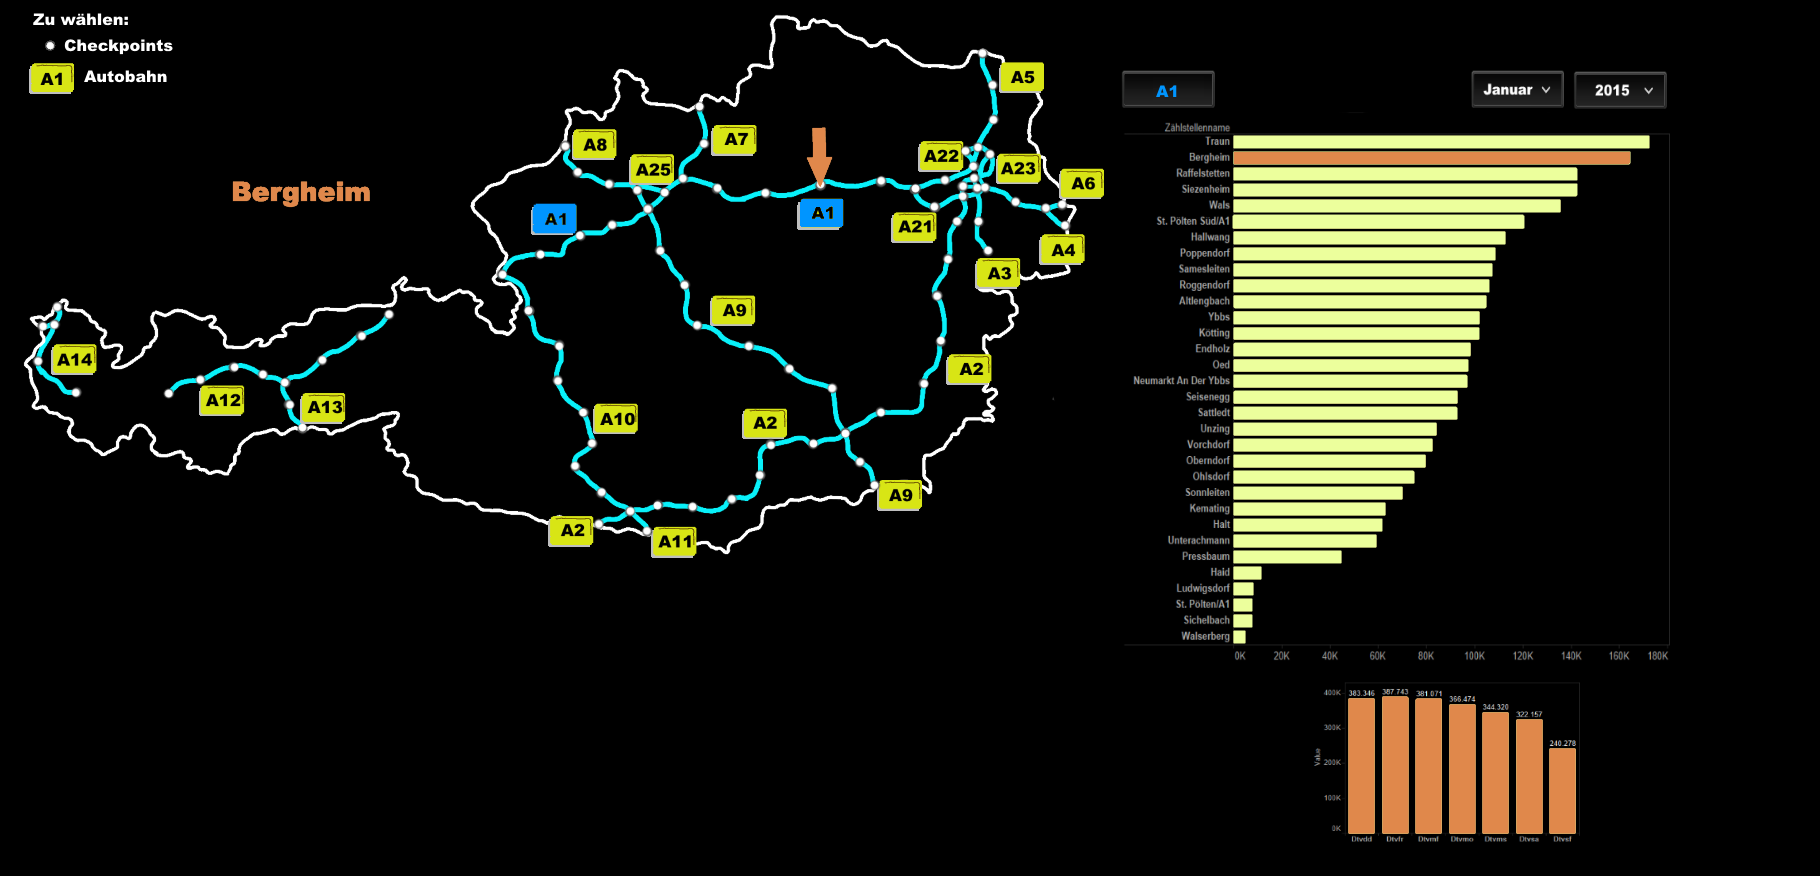 Zu wählen:
Checkpoints
A1 Autobahn
Bergheim
A5
A7
A8
A22
A23
A25
A6
A1
A1
A21
A4
A3
A9
A14
A2
A12
A13
A10
A2
A9
A2
A11
A1
Januar
2015
Zählstellenname
Traun
Bergheim
Raffelstetten
Siezenheim
Wals
St. Pölten Süd/A1
Hallwang
Poppendorf
Samesleiten
Roggendorf
Altlengbach
Ybbs
Kötting
Endholz
Oed
Neumarkt An Der Ybbs
Seisenegg
Sattledt
Unzing
Vorchdorf
Oberndorf
Ohlsdorf
Sonnleiten
Kemating
Halt
Unterachmann
Pressbaum
Haid
Ludwigsdorf
St. Pölten/A1
Sichelbach
Walserberg
0K 20K 40K 60K 80K 100K 120K 140K 160K 180K
383.346 387.743 381.071 366.474 344.320 322.157 240.278
400K
300K
200K
100K
0K
Value
Dtvdd Dtvfr Dtvmf Dtvmo Dtvms Dtvsa Dtvsf